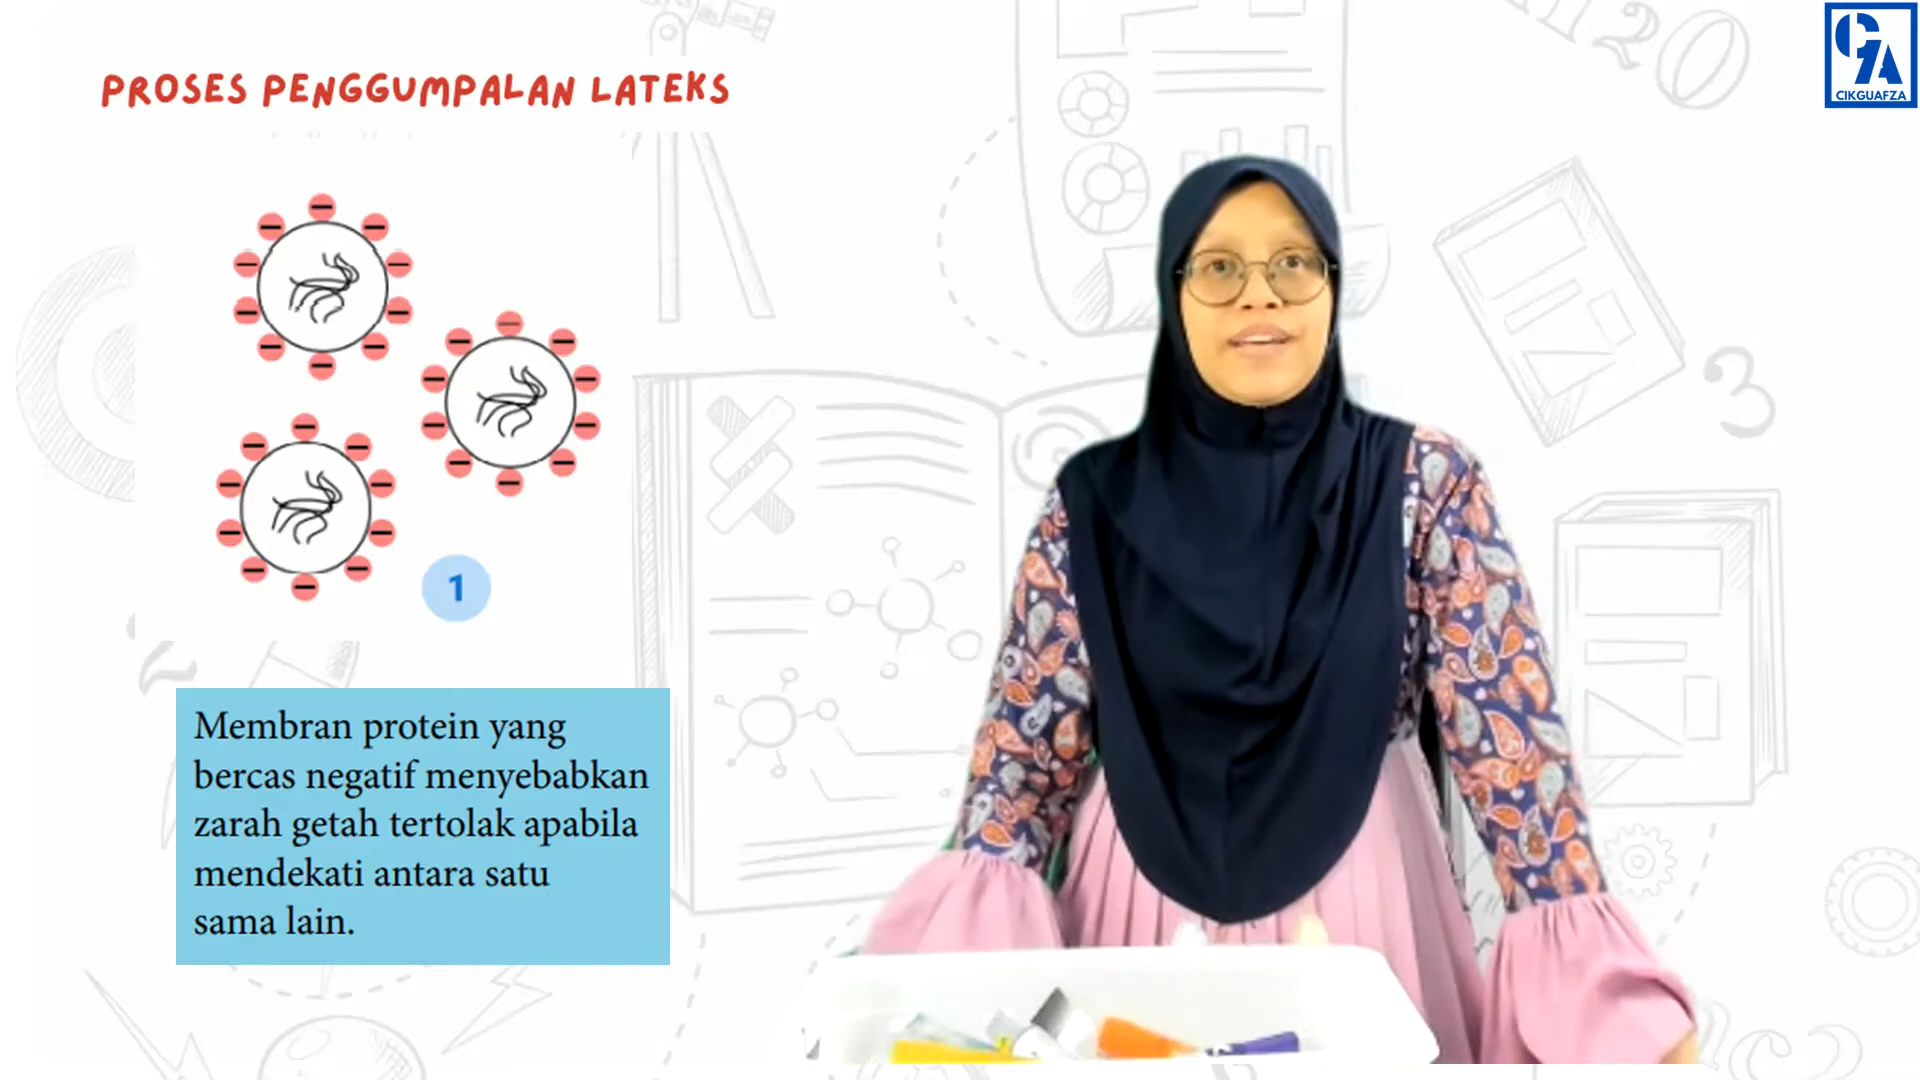 PROSES PENGGUMPALAN LATEKS
CIKGUAFZA
1
Membran protein yang
bercas negatif menyebabkan
zarah getah tertolak apabila
mendekati antara satu
sama lain.